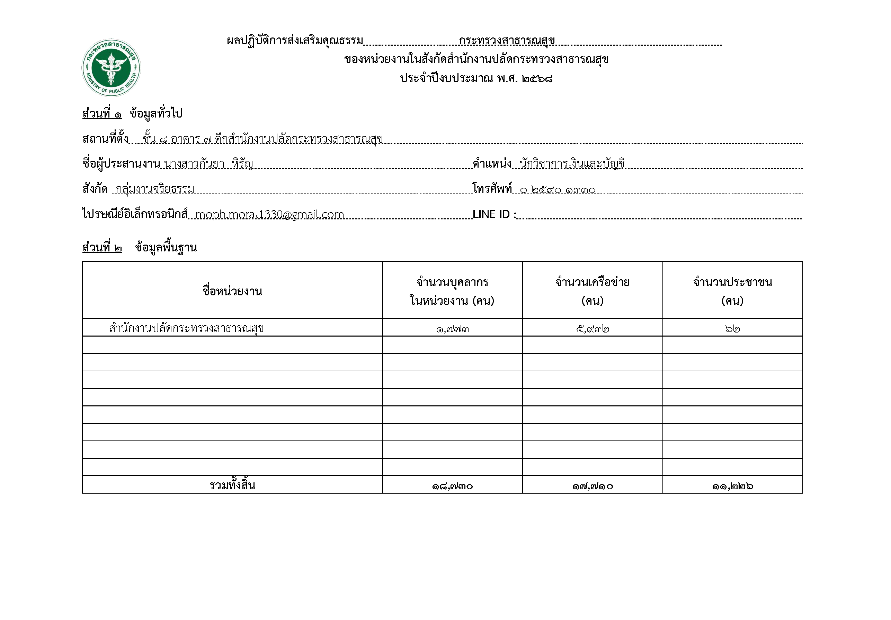 ผลปฏิบัติการส่งเสริมคุณธรรม กระทรวงสาธารณสุข
ของหน่วยงานในสังกัดสำนักงานปลัดกระทรวงสาธารณสุข
ประจำปีงบประมาณ พ.ศ. ๒๕๖๘
ส่วนที่ ๑ ข้อมูลทั่วไป
สถานที่ตั้ง ชั้น ๘ อาคาร ๗ ตึกสำนักงานปลัดกระทรวงสาธารณสุข
ชื่อผู้ประสานงาน นางสาวกันยา หิรัญ ตำแหน่ง นักวิชาการเงินและบัญชี
สังกัด กลุ่มงานจริยธรรม โทรศัพท์ ๐ ๒๕๙๐ ๑๓๓๐
ไปรษณีย์อิเล็กทรอนิกส์ moph.mora.1330@gmail.com LINE ID :
ส่วนที่ ๒ ข้อมูลพื้นฐาน
ชื่อหน่วยงาน จำนวนบุคลากร จำนวนเครือข่าย จำนวนประชาชน
ในหน่วยงาน (คน) (คน) (คน)
สำนักงานปลัดกระทรวงสาธารณสุข ๑,๗๗๓ ๕,๙๓๒ ๖๒
รวมทั้งสิ้น ๑๘,๗๓๐ ๑๗,๗๑๐ ๑๑,๒๒๖